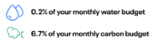 0.2% of your monthly water budget
6.7% of your monthly carbon budget